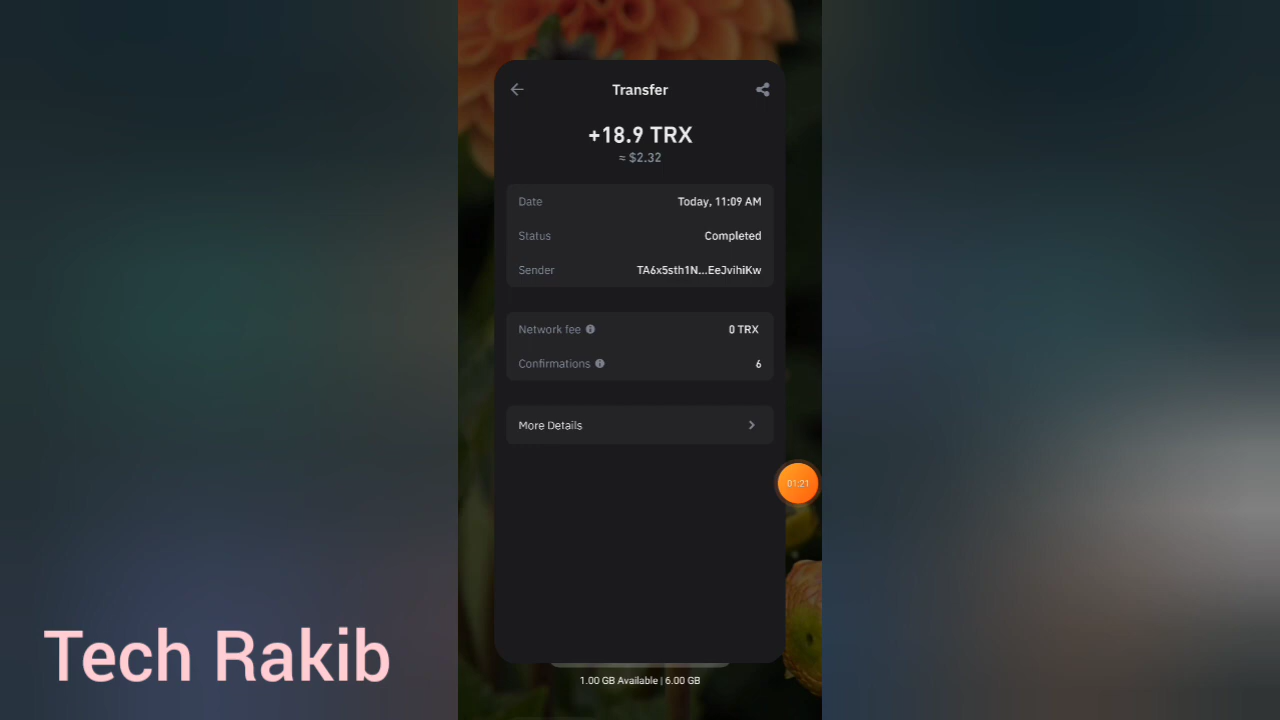 Transfer
+18.9 TRX
≈ $2.32
Date Today, 11:09 AM
Status Completed
Sender TA6x5sth1N...EeJvihiKw
Network fee 0 TRX
Confirmations 6
More Details
01:21
Tech Rakib
1.00 GB Available | 6.00 GB